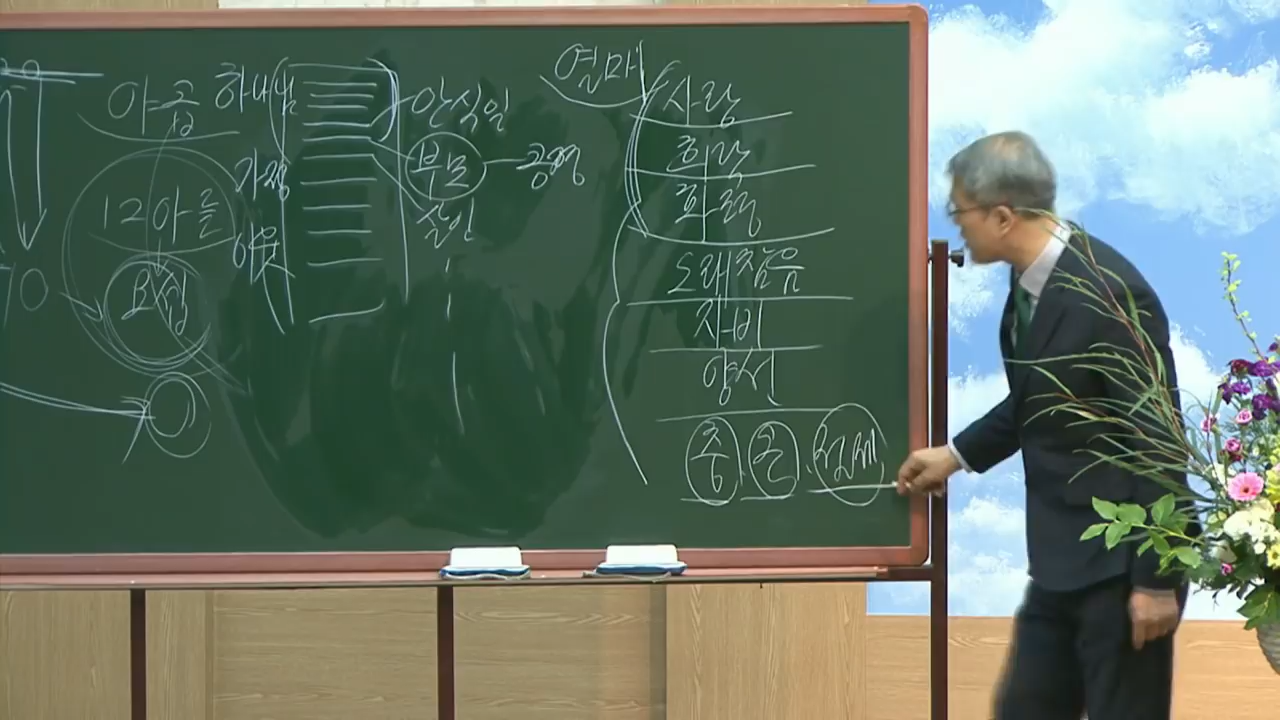 야곱
12아들
요셉
하나님
가정
이웃
안식일
부모 - 공경
살인
열매
사랑
희락
화평
오래참음
자비
양선
충. 온. 절제